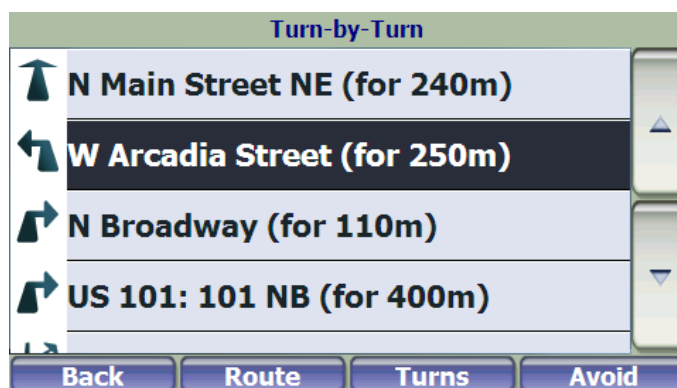 Turn-by-Turn
N Main Street NE (for 240m)
W Arcadia Street (for 250m)
N Broadway (for 110m)
US 101: 101 NB (for 400m)
Back Route Turns Avoid